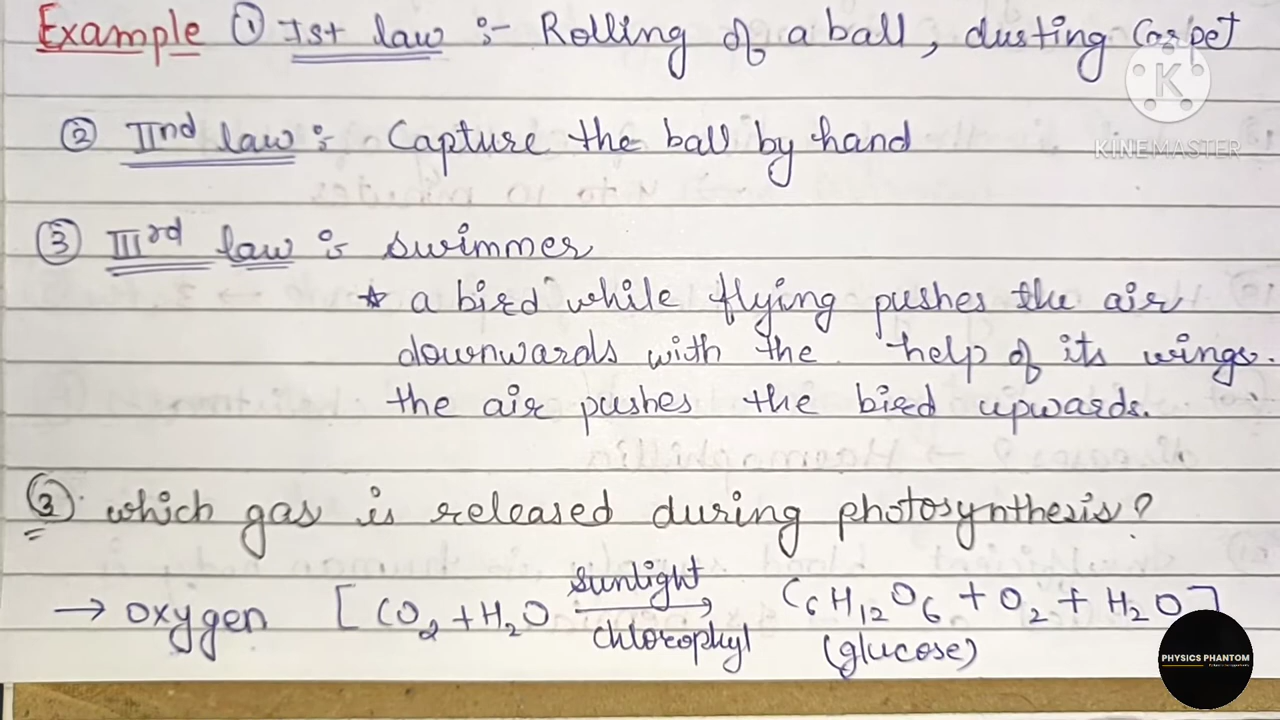 Example ① Ist law :- Rolling of a ball, dusting Carpet
K
KINEMASTER
② IInd law : Capture the ball by hand
③ IIIrd law : swimmer
* a bird while flying pushes the air
downwards with the help of its wings.
the air pushes the bird upwards.
③. which gas is released during photosynthesis?
→ oxygen [CO₂ + H₂O sunlight → chlorophyl C₆H₁₂O₆ + O₂ + H₂O]
(glucose)
PHYSICS PHANTOM